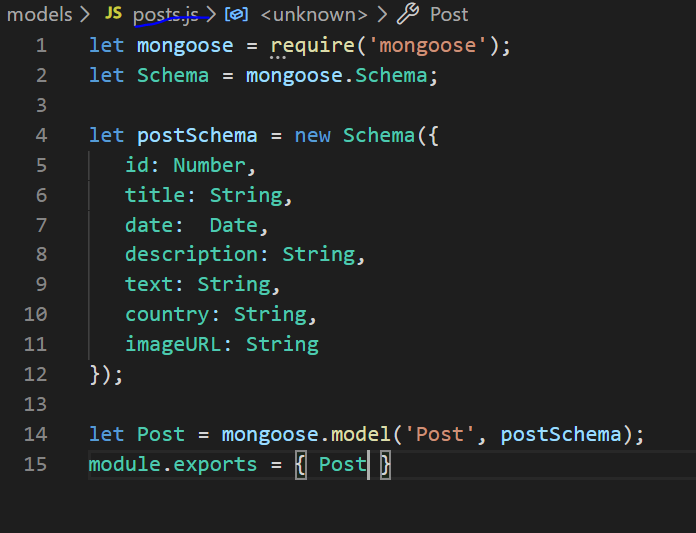 models > JS posts.js > <unknown> > Post
1 let mongoose = require('mongoose');
2 let Schema = mongoose.Schema;
3
4 let postSchema = new Schema({
5    id: Number,
6    title: String,
7    date:  Date,
8    description: String,
9    text: String,
10    country: String,
11    imageURL: String
12 });
13
14 let Post = mongoose.model('Post', postSchema);
15 module.exports = { Post }